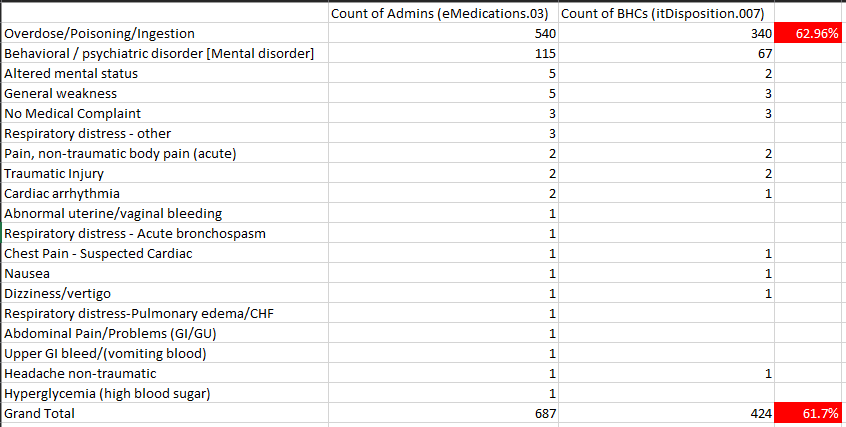 Count of Admins (eMedications.03) Count of BHCs (itDisposition.007)
Overdose/Poisoning/Ingestion 540 340 62.96%
Behavioral / psychiatric disorder [Mental disorder] 115 67
Altered mental status 5 2
General weakness 5 3
No Medical Complaint 3 3
Respiratory distress - other 3
Pain, non-traumatic body pain (acute) 2 2
Traumatic Injury 2 2
Cardiac arrhythmia 2 1
Abnormal uterine/vaginal bleeding 1
Respiratory distress - Acute bronchospasm 1
Chest Pain - Suspected Cardiac 1 1
Nausea 1 1
Dizziness/vertigo 1 1
Respiratory distress-Pulmonary edema/CHF 1
Abdominal Pain/Problems (GI/GU) 1
Upper GI bleed/(vomiting blood) 1
Headache non-traumatic 1 1
Hyperglycemia (high blood sugar) 1
Grand Total 687 424 61.7%